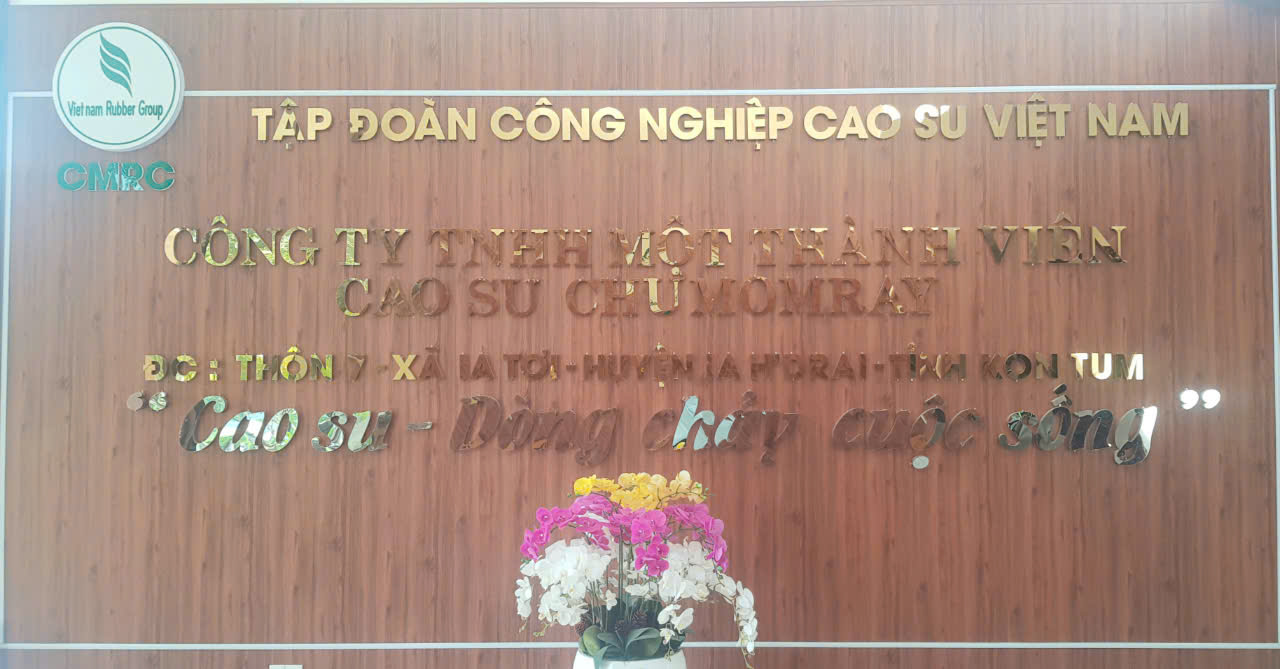 Viet nam Rubber Group
CMRC
TẬP ĐOÀN CÔNG NGHIỆP CAO SU VIỆT NAM
CÔNG TY TNHH MỘT THÀNH VIÊN
CAO SU CHƯMOMRAY
ĐC : THÔN 7 - XÃ IA TƠI - HUYỆN IA H'DRAI - TỈNH KON TUM
“Cao su - Dòng chảy cuộc sống”